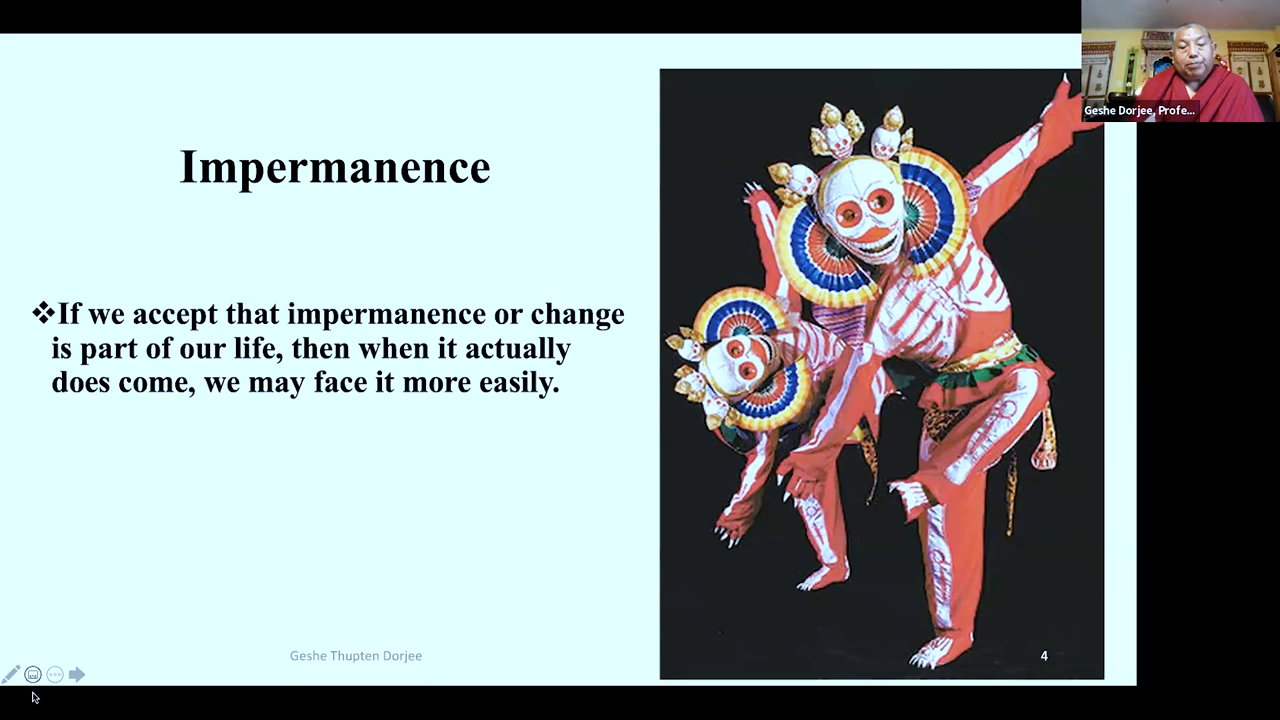 Geshe Dorjee, Profe...
Impermanence
❖If we accept that impermanence or change
is part of our life, then when it actually
does come, we may face it more easily.
Geshe Thupten Dorjee
4